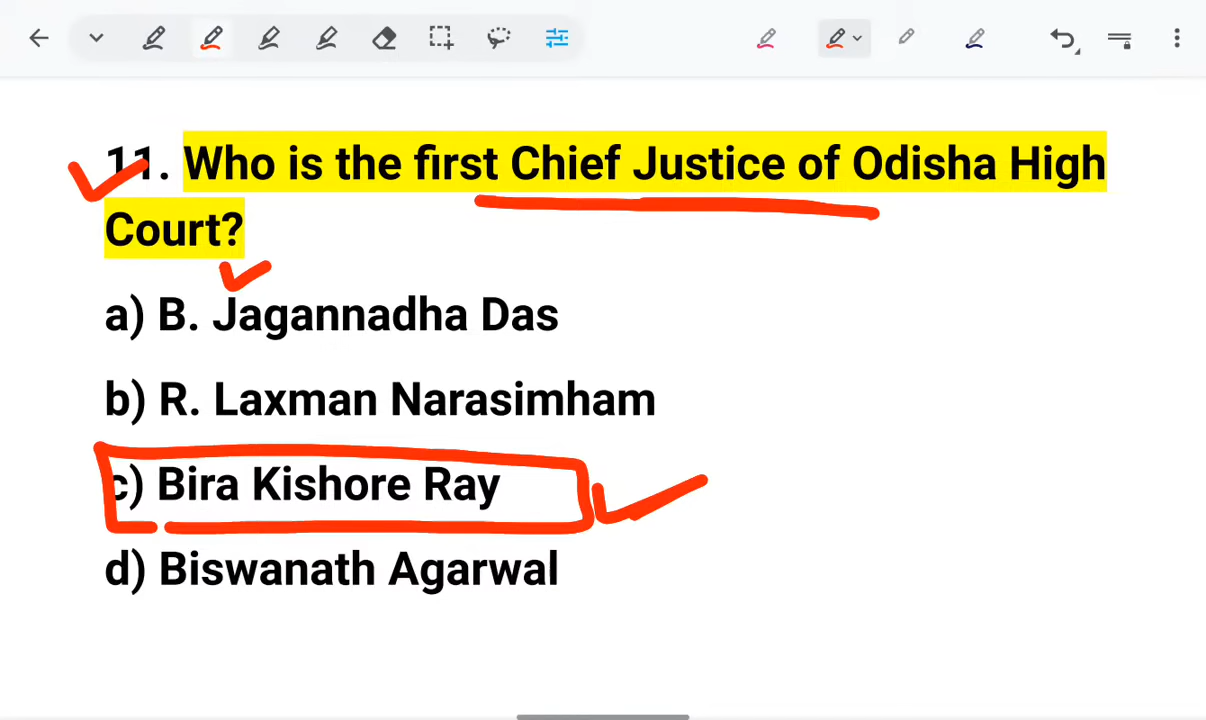 11. Who is the first Chief Justice of Odisha High
Court?
a) B. Jagannadha Das
b) R. Laxman Narasimham
c) Bira Kishore Ray
d) Biswanath Agarwal